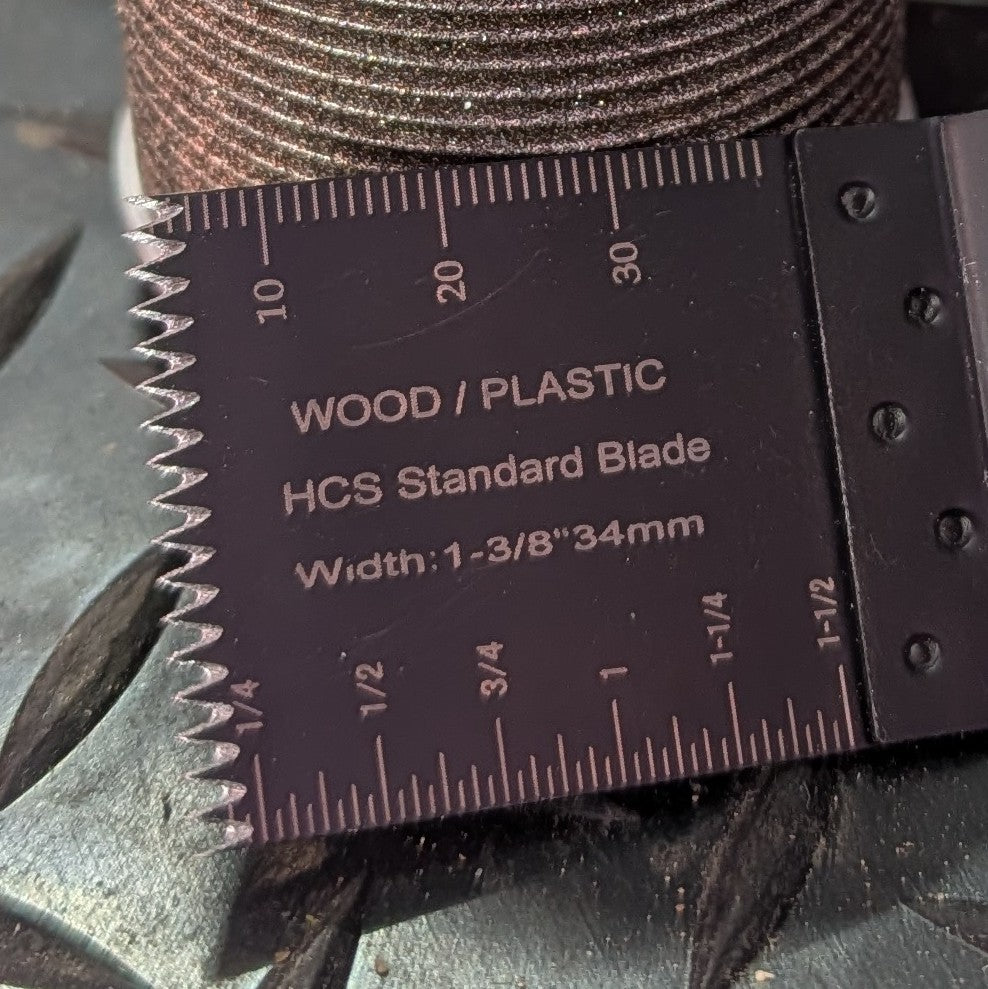 10 20 30
WOOD / PLASTIC
HCS Standard Blade
Width:1-3/8"34mm
1/4 1/2 3/4 1 1-1/4 1-1/2